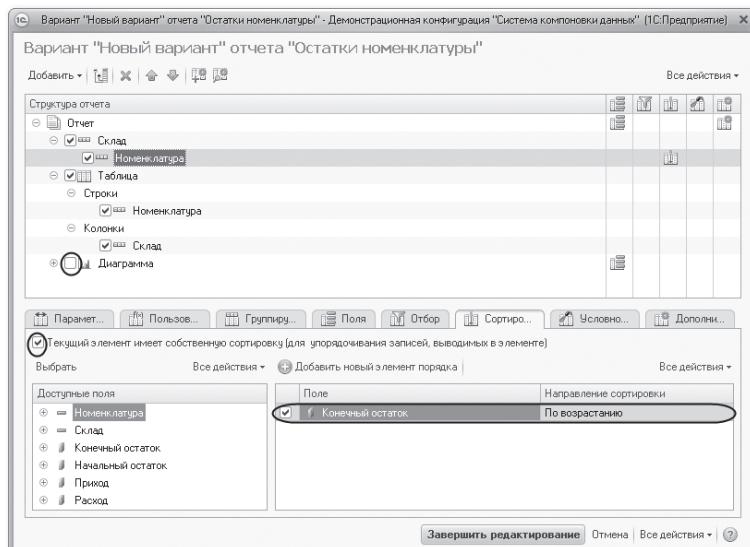 Вариант "Новый вариант" отчета "Остатки номенклатуры" - Демонстрационная конфигурация "Система компоновки данных" (1С:Предприятие)
Вариант "Новый вариант" отчета "Остатки номенклатуры"
Добавить Все действия
Структура отчета
Отчет
Склад
Номенклатура
Таблица
Строки
Номенклатура
Колонки
Склад
Диаграмма
Парамет... Пользов... Группиру... Поля Отбор Сортиро... Условно... Дополни...
Текущий элемент имеет собственную сортировку (для упорядочивания записей, выводимых в элементе)
Выбрать Все действия Добавить новый элемент порядка Все действия
Доступные поля Поле Направление сортировки
Номенклатура Конечный остаток По возрастанию
Склад
Конечный остаток
Начальный остаток
Приход
Расход
Завершить редактирование Отмена Все действия ?